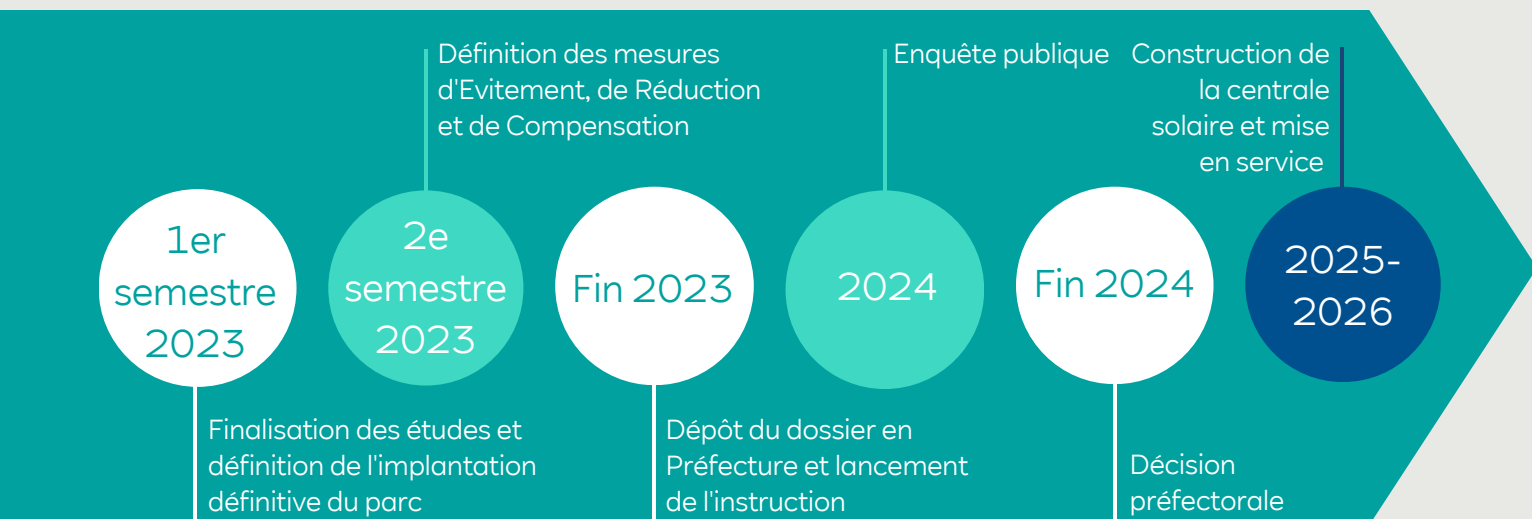 1er
semestre
2023
Finalisation des études et
définition de l'implantation
définitive du parc
2e
semestre
2023
Définition des mesures
d'Evitement, de Réduction
et de Compensation
Fin 2023
Dépôt du dossier en
Préfecture et lancement
de l'instruction
2024
Enquête publique
Fin 2024
Décision
préfectorale
2025-
2026
Construction de
la centrale
solaire et mise
en service